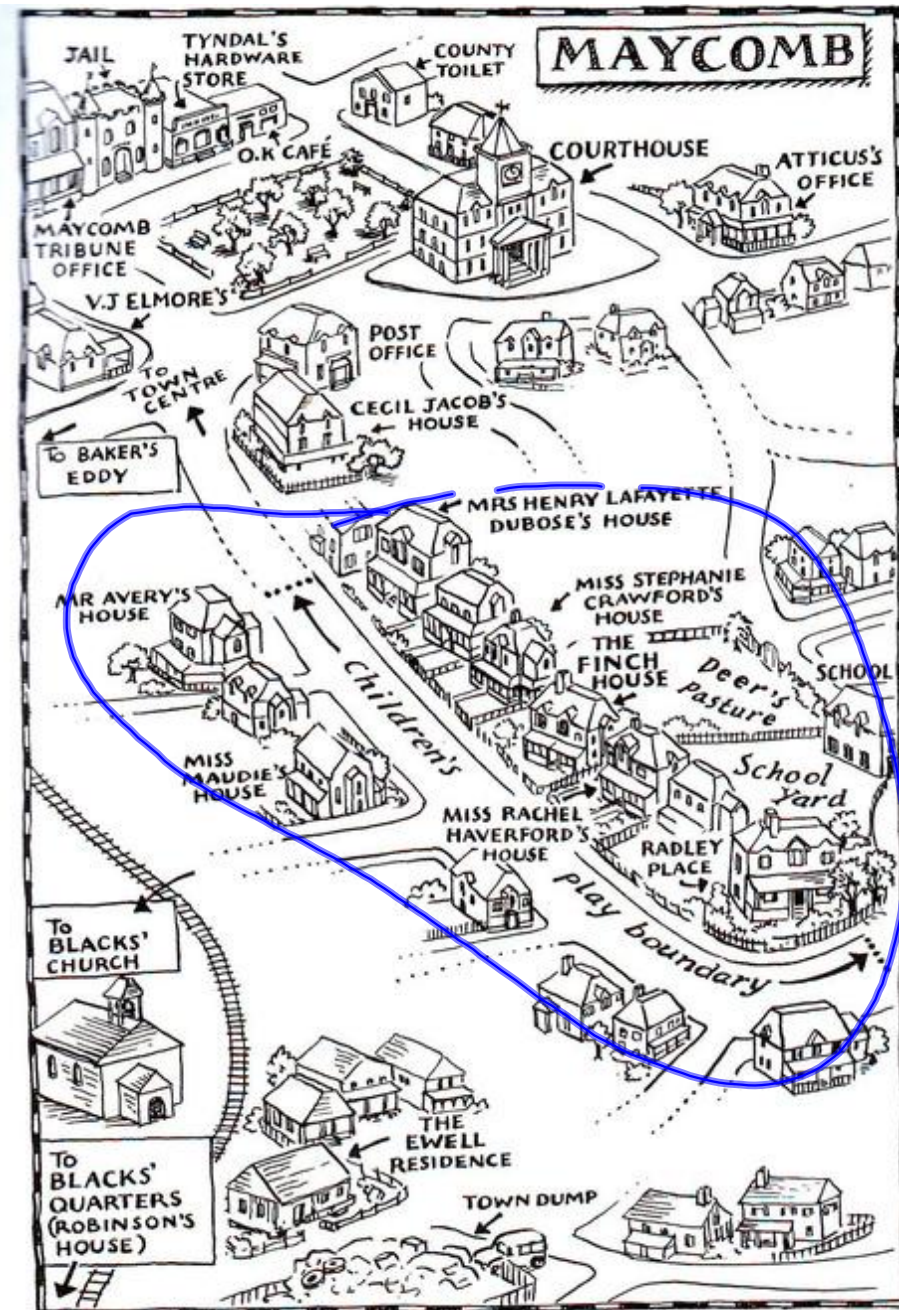 MAYCOMB
JAIL
TYNDAL'S
HARDWARE
STORE
COUNTY
TOILET
O.K CAFÉ
COURTHOUSE
ATTICUS'S
OFFICE
MAYCOMB
TRIBUNE
OFFICE
V.J ELMORE'S
POST
OFFICE
TO
TOWN
CENTRE
CECIL JACOB'S
HOUSE
TO BAKER'S
EDDY
MRS HENRY LAFAYETTE
DUBOSE'S HOUSE
MR AVERY'S
HOUSE
MISS STEPHANIE
CRAWFORD'S
HOUSE
THE
FINCH
HOUSE
Deer's
Pasture
SCHOOL
Children's
MISS
MAUDIE'S
HOUSE
School
Yard
MISS RACHEL
HAVERFORD'S
HOUSE
RADLEY
PLACE
play boundary
To
BLACKS'
CHURCH
THE
EWELL
RESIDENCE
To
BLACKS'
QUARTERS
(ROBINSON'S
HOUSE)
TOWN DUMP